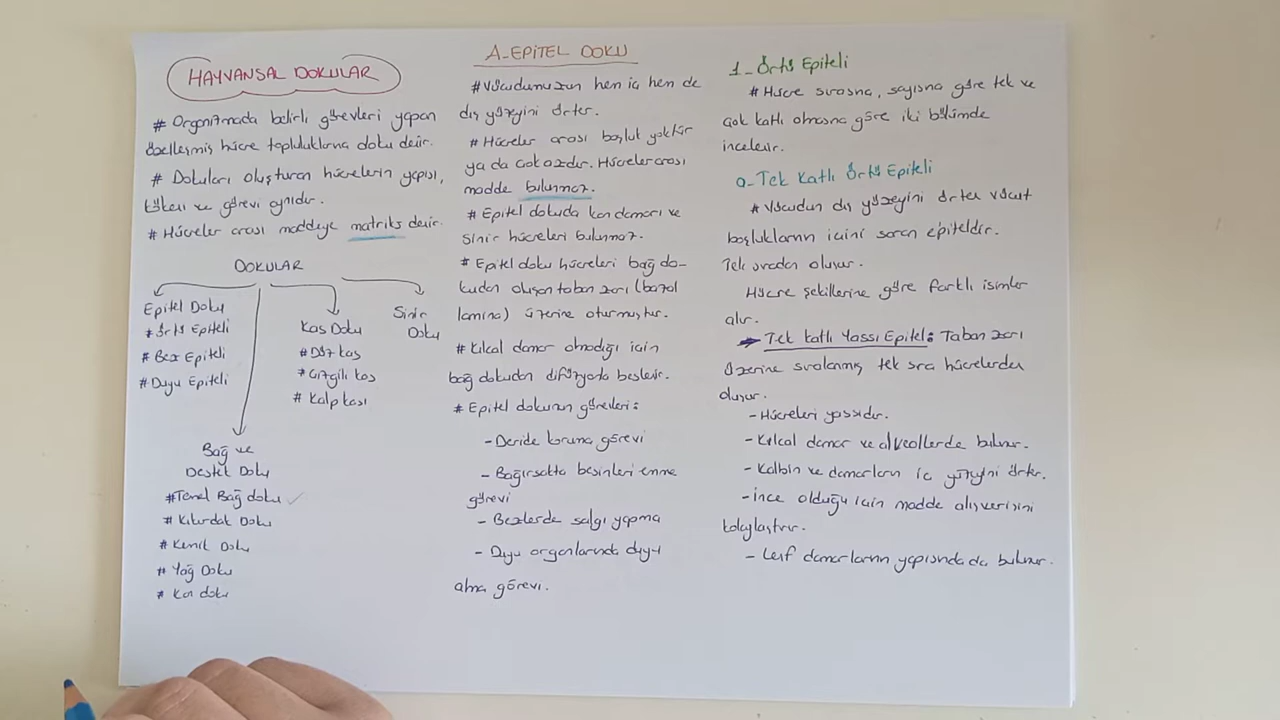 HAYVANSAL DOKULAR
# Organizmada belirli görevleri yapan
özelleşmiş hücre topluluklarına doku denir.
# Dokuları oluşturan hücrelerin yapısı,
kökeni ve görevi aynıdır.
# Hücreler arası maddeye matriks denir.
DOKULAR
Epitel Doku
# Örtü Epiteli
# Bez Epiteli
# Duyu Epiteli
Bağ ve
Destek Doku
# Temel Bağ doku
# Kıkırdak Doku
# Kemik Doku
# Yağ Doku
# Kan doku
Kas Doku
# Düz kas
# Çizgili kas
# Kalp kası
Sinir
Doku
A-EPİTEL DOKU
# Vücudumuzun hem iç hem de
dış yüzeyini örter.
# Hücreler arası boşluk yoktur
ya da çok azdır. Hücreler arası
madde bulunmaz.
# Epitel dokuda kan damarı ve
sinir hücreleri bulunmaz.
# Epitel doku hücreleri bağ do-
kudan oluşan taban zarı (bazal
lamina) üzerine oturmuştur.
# Kılcal damar olmadığı için
bağ dokudan difüzyonla beslenir.
# Epitel dokunun görevleri:
- Deride koruma görevi
- Bağırsakta besinleri emme
görevi
- Bezlerde salgı yapma
- Duyu organlarında duyu
alma görevi.
1- Örtü Epiteli
# Hücre sırasına, sayısına göre tek ve
çok katlı olmasına göre iki bölümde
incelenir.
a- Tek Katlı Örtü Epiteli
# Vücudun dış yüzeyini örten vücut
boşluklarının içini saran epiteldir.
Tek sıradan oluşur.
Hücre şekillerine göre farklı isimler
alır.
Tek katlı Yassı Epitel: Taban zarı
üzerine sıralanmış tek sıra hücrelerden
oluşur.
- Hücreleri yassıdır.
- Kılcal damar ve alveollerde bulunur.
- Kalbin ve damarların iç yüzeyini örter.
- İnce olduğu için madde alışverişini
kolaylaştırır.
- Lenf damarlarının yapısında da bulunur.